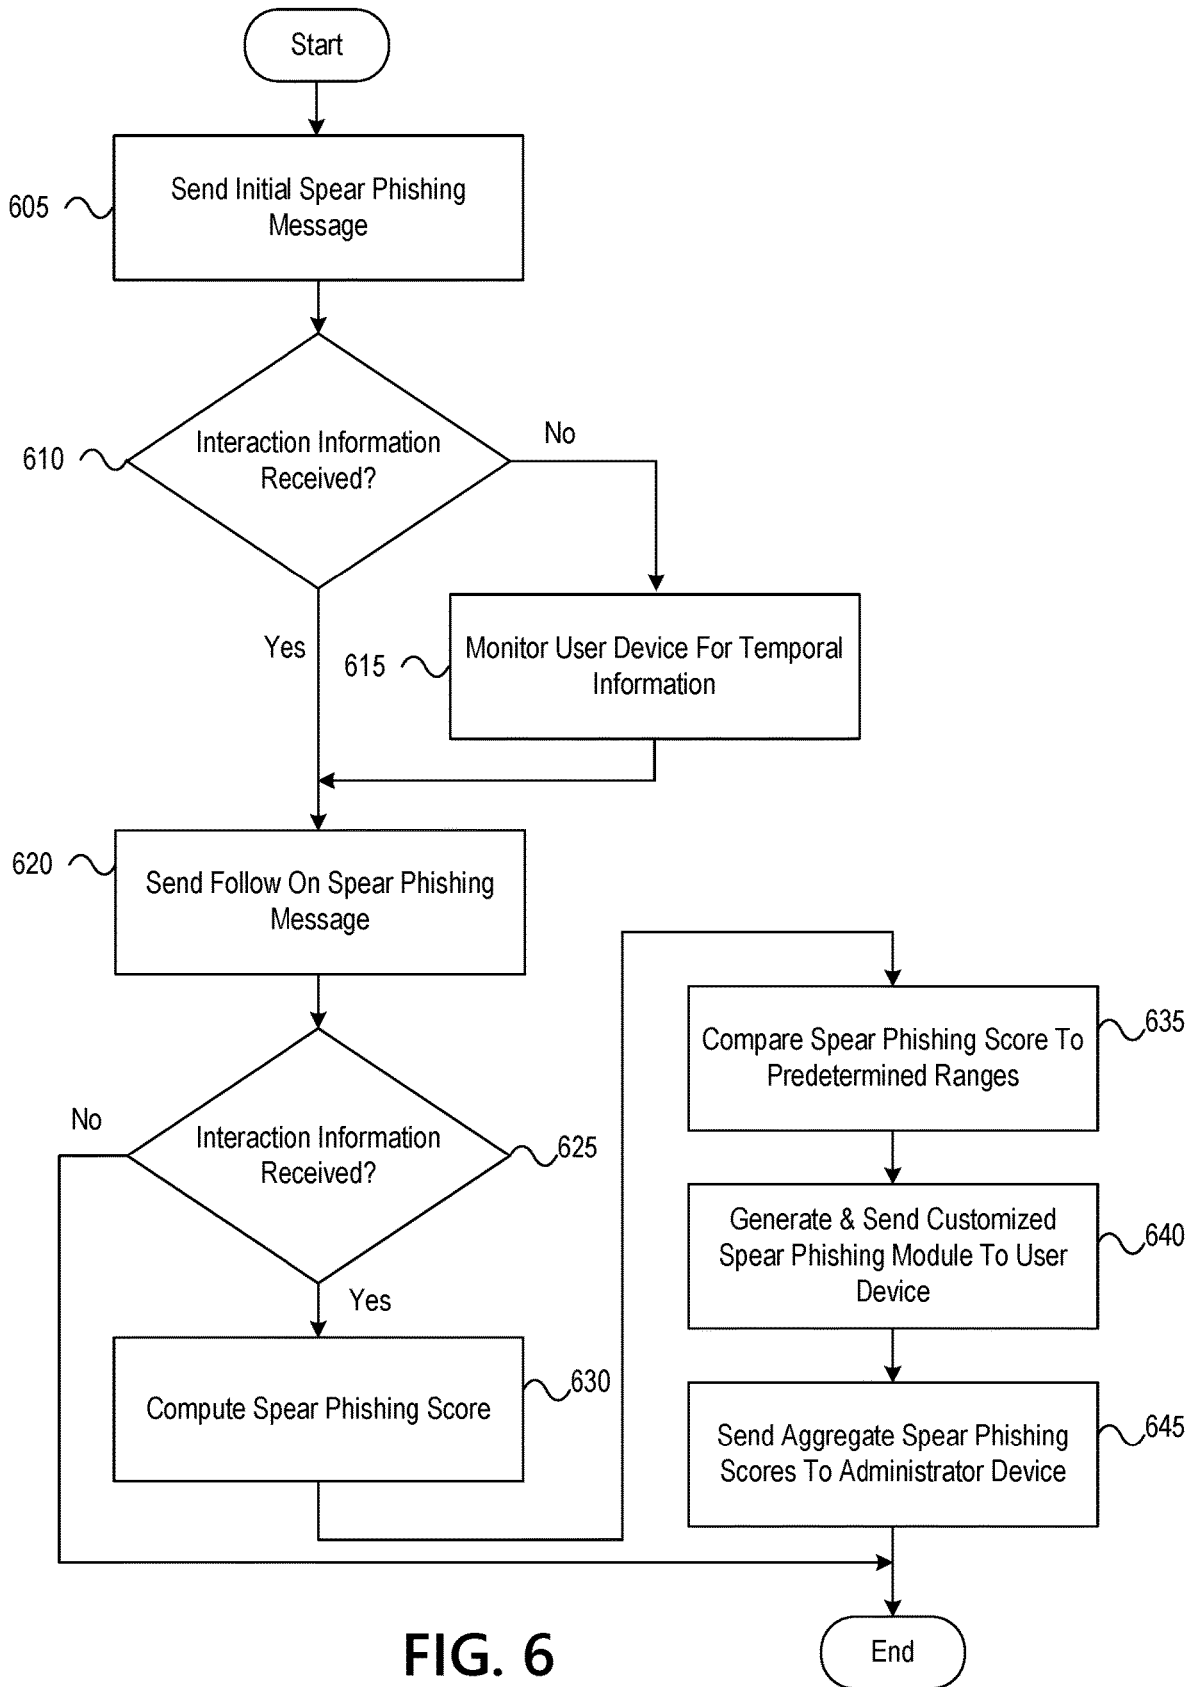 Start
Send Initial Spear Phishing
Message
605
Interaction Information
Received?
610
No
Yes
Monitor User Device For Temporal
Information
615
620
Send Follow On Spear Phishing
Message
Interaction Information
Received?
625
No
Yes
Compute Spear Phishing Score
630
Compare Spear Phishing Score To
Predetermined Ranges
635
Generate & Send Customized
Spear Phishing Module To User
Device
640
Send Aggregate Spear Phishing
Scores To Administrator Device
645
End
FIG. 6